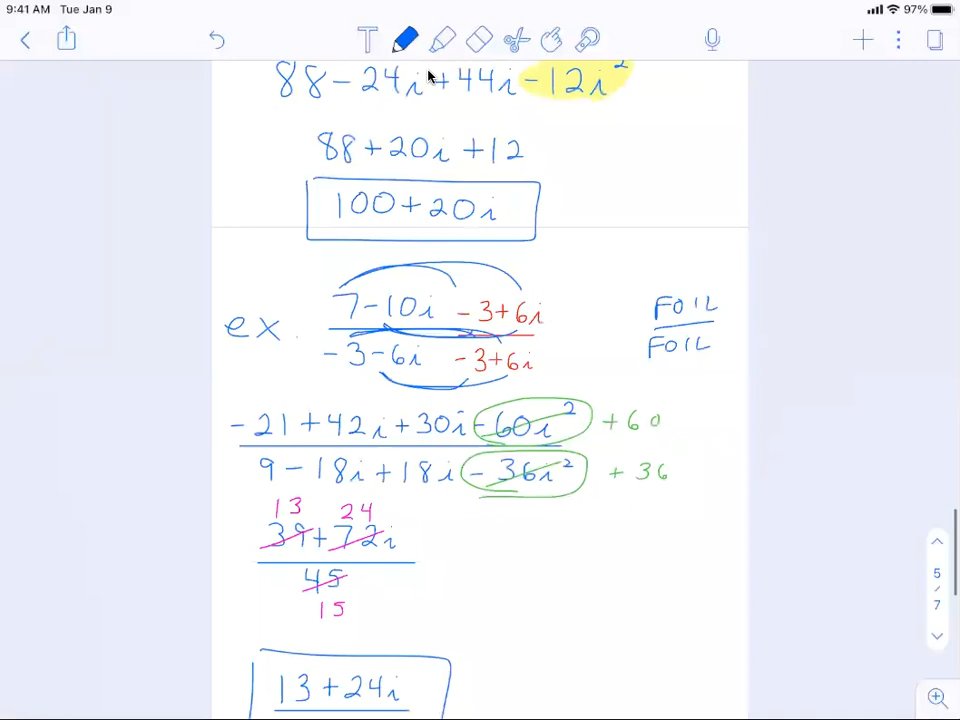 9:41 AM Tue Jan 9 97%
T
88 - 24i + 44i - 12i²
88 + 20i + 12
100 + 20i
ex. 7 - 10i - 3 + 6i
- 3 - 6i - 3 + 6i
FOIL
FOIL
- 21 + 42i + 30i - 60i² + 60
9 - 18i + 18i - 36i² + 36
13 24
39 + 72i
45
15
13 + 24i
5
/
7